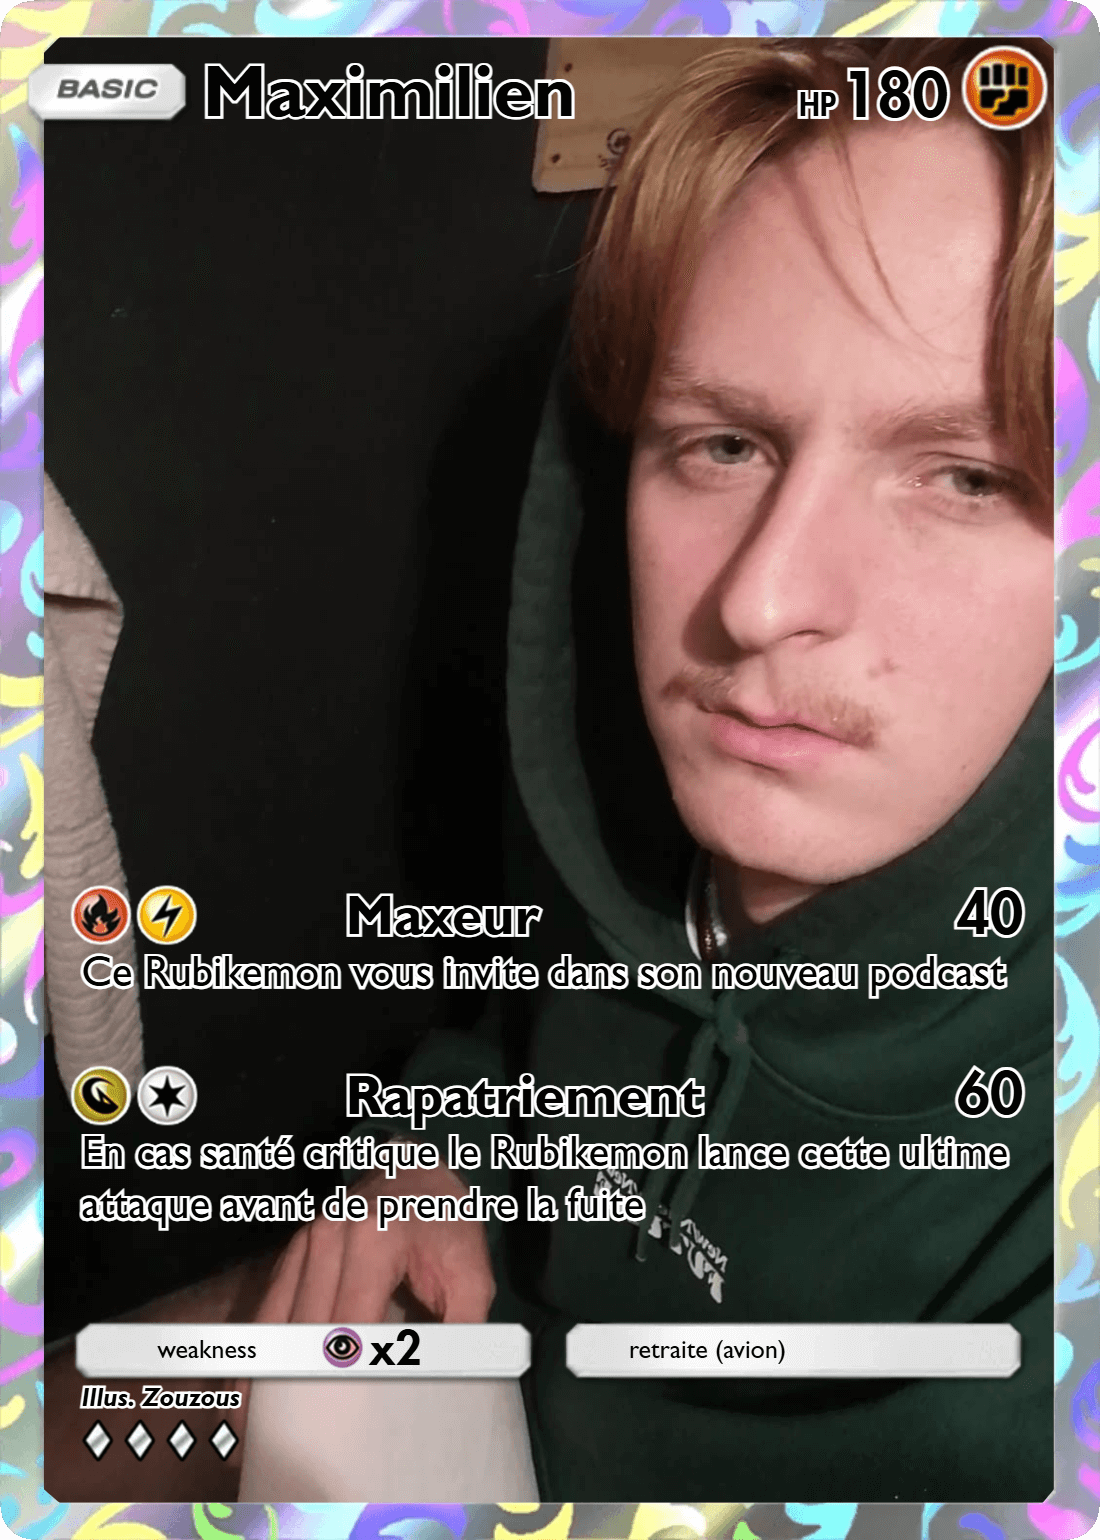 BASIC
Maximilien
HP 180
Maxeur
40
Ce Rubikemon vous invite dans son nouveau podcast
Rapatriement
60
En cas santé critique le Rubikemon lance cette ultime
attaque avant de prendre la fuite
weakness x2
retraite (avion)
Illus. Zouzous